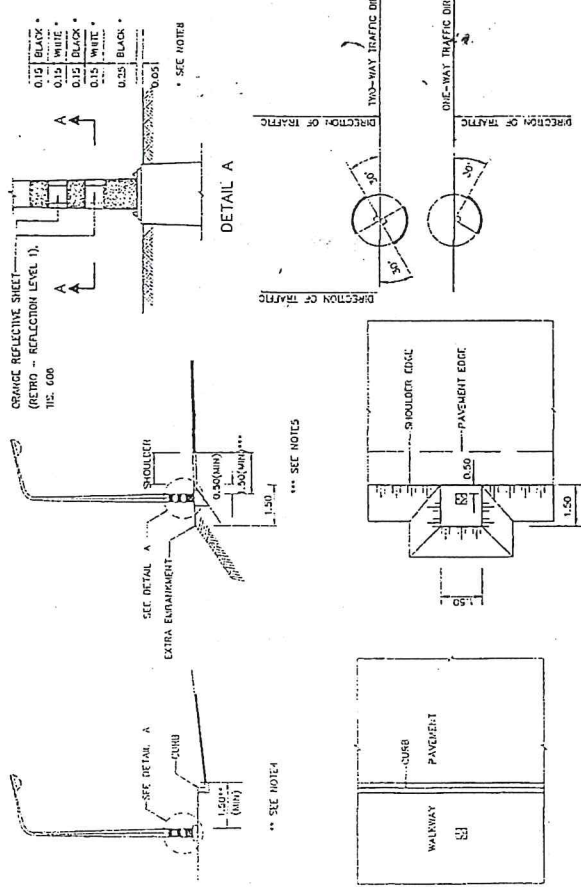 ORANGE REFLECTIVE SHEET
(RETRO - REFLECTION LEVEL 1),
TIS. 606
A
A
0.15 BLACK *
0.15 WHITE *
0.15 BLACK *
0.15 WHITE *
0.25 BLACK *
0.05
* SEE NOTES
DETAIL A
SEE DETAIL A
CURB
1.50**
(MIN)
** SEE NOTES
SEE DETAIL A
EXTRA EMBANKMENT
SHOULDER
0.50(MIN)
1.50(MIN)***
1.50
*** SEE NOTES
WALKWAY
PAVEMENT
CURB
SHOULDER EDGE
PAVEMENT EDGE
0.50
1.50
1.50
DIRECTION OF TRAFFIC
DIRECTION OF TRAFFIC
DIRECTION OF TRAFFIC
30°
30°
30°
TWO-WAY TRAFFIC
ONE-WAY TRAFFIC